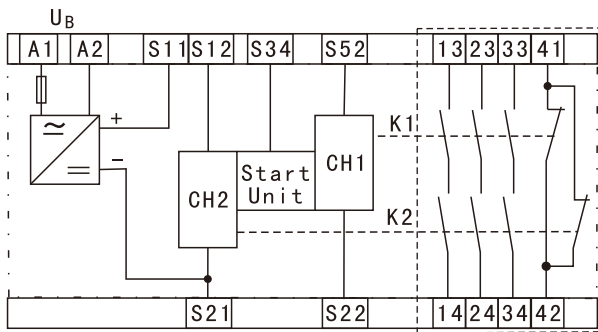 UB
A1 A2 S11 S12 S34 S52 13 23 33 41
+
−
K1
Start
Unit
CH1
CH2
K2
S21 S22 14 24 34 42